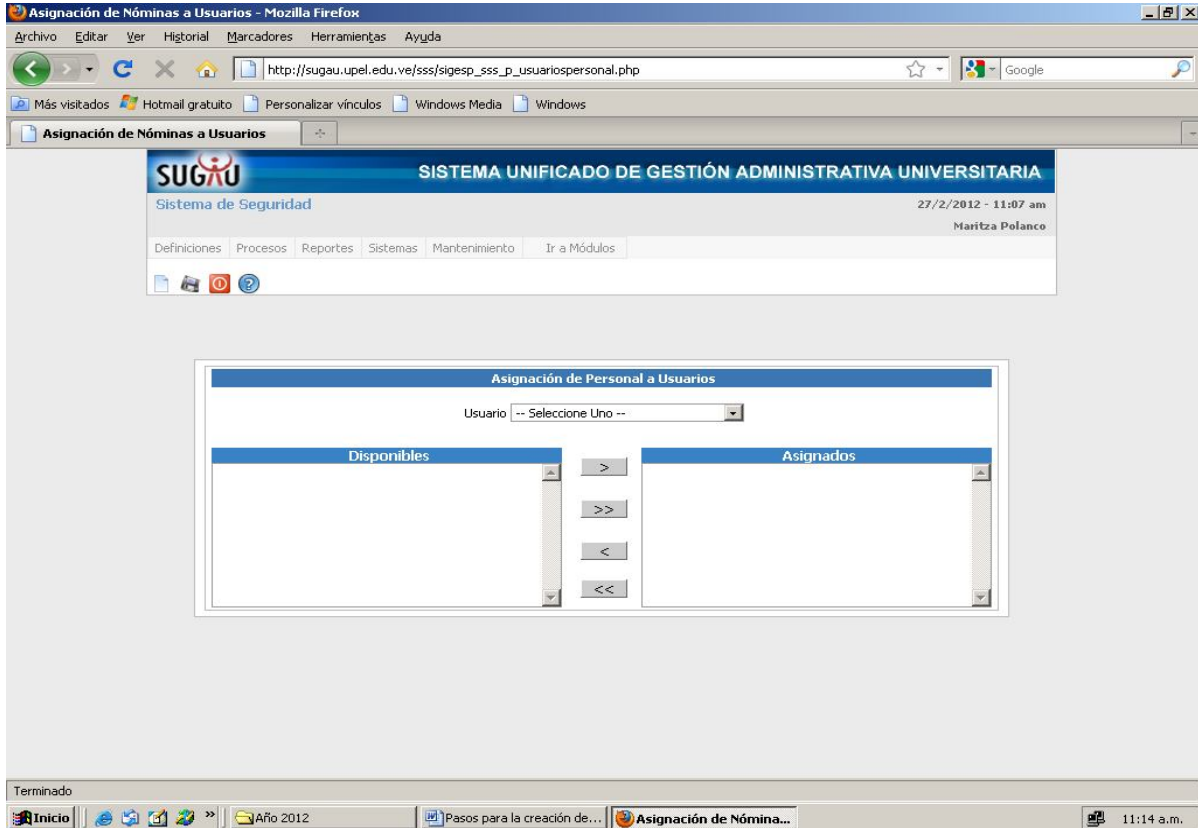 Asignación de Nóminas a Usuarios - Mozilla Firefox
Archivo Editar Ver Historial Marcadores Herramientas Ayuda
http://sugau.upel.edu.ve/sss/sigesp_sss_p_usuariospersonal.php
Google
Más visitados Hotmail gratuito Personalizar vínculos Windows Media Windows
Asignación de Nóminas a Usuarios
SUGAU SISTEMA UNIFICADO DE GESTIÓN ADMINISTRATIVA UNIVERSITARIA
Sistema de Seguridad 27/2/2012 - 11:07 am
Maritza Polanco
Definiciones Procesos Reportes Sistemas Mantenimiento Ir a Módulos
Asignación de Personal a Usuarios
Usuario -- Seleccione Uno --
Disponibles > Asignados
>>
<
<<
Terminado
Inicio » Año 2012 Pasos para la creación de... Asignación de Nómina... 11:14 a.m.